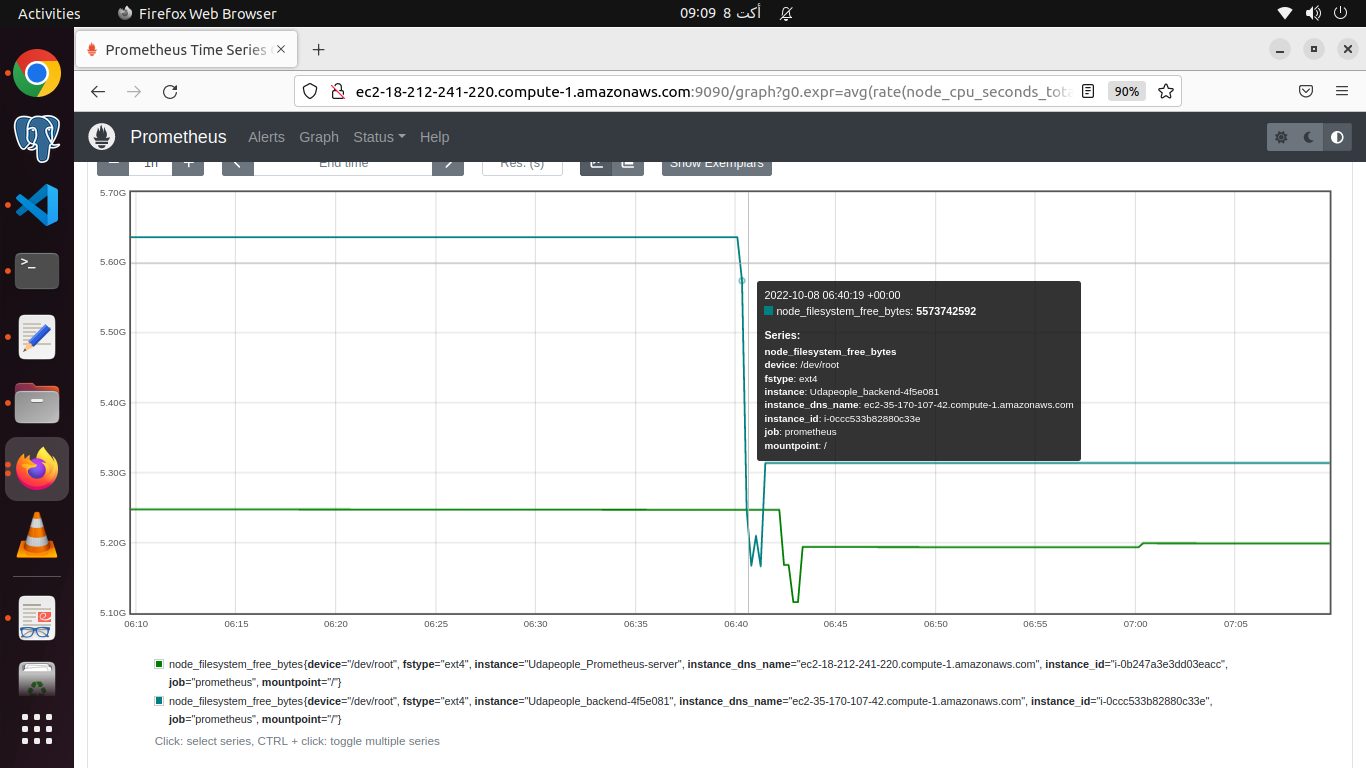 Activities
Firefox Web Browser
09:09 8 أكت
Prometheus Time Series
ec2-18-212-241-220.compute-1.amazonaws.com:9090/graph?g0.expr=avg(rate(node_cpu_seconds_tota
90%
Prometheus
Alerts
Graph
Status
Help
1h
End time
Res. (s)
Show Exemplars
5.70G
5.60G
5.50G
5.40G
5.30G
5.20G
5.10G
2022-10-08 06:40:19 +00:00
node_filesystem_free_bytes: 5573742592
Series:
node_filesystem_free_bytes
device: /dev/root
fstype: ext4
instance: Udapeople_backend-4f5e081
instance_dns_name: ec2-35-170-107-42.compute-1.amazonaws.com
instance_id: i-0ccc533b82880c33e
job: prometheus
mountpoint: /
06:10 06:15 06:20 06:25 06:30 06:35 06:40 06:45 06:50 06:55 07:00 07:05
node_filesystem_free_bytes{device="/dev/root", fstype="ext4", instance="Udapeople_Prometheus-server", instance_dns_name="ec2-18-212-241-220.compute-1.amazonaws.com", instance_id="i-0b247a3e3dd03eacc",
job="prometheus", mountpoint="/"}
node_filesystem_free_bytes{device="/dev/root", fstype="ext4", instance="Udapeople_backend-4f5e081", instance_dns_name="ec2-35-170-107-42.compute-1.amazonaws.com", instance_id="i-0ccc533b82880c33e",
job="prometheus", mountpoint="/"}
Click: select series, CTRL + click: toggle multiple series